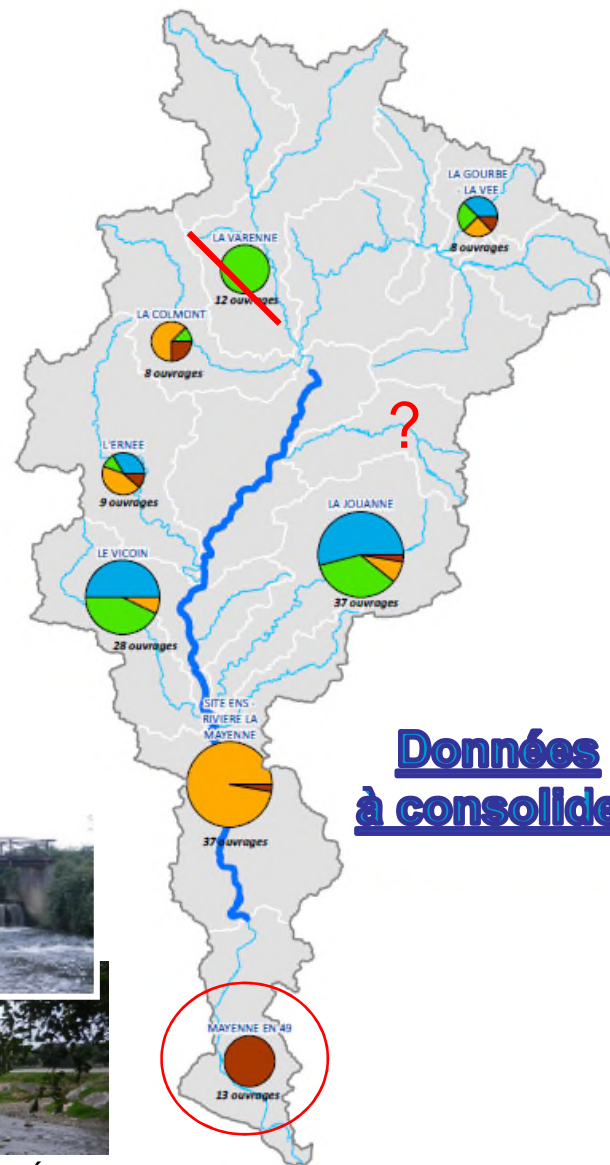 LA GOURBE
- LA VEE
8 ouvrages
LA VARENNE
12 ouvrages
LA COLMONT
8 ouvrages
?
L'ERNEE
9 ouvrages
LA JOUANNE
37 ouvrages
LE VICOIN
28 ouvrages
SITE ENS -
RIVIERE LA
MAYENNE
37 ouvrages
Données
à consolide
MAYENNE EN 49
13 ouvrages